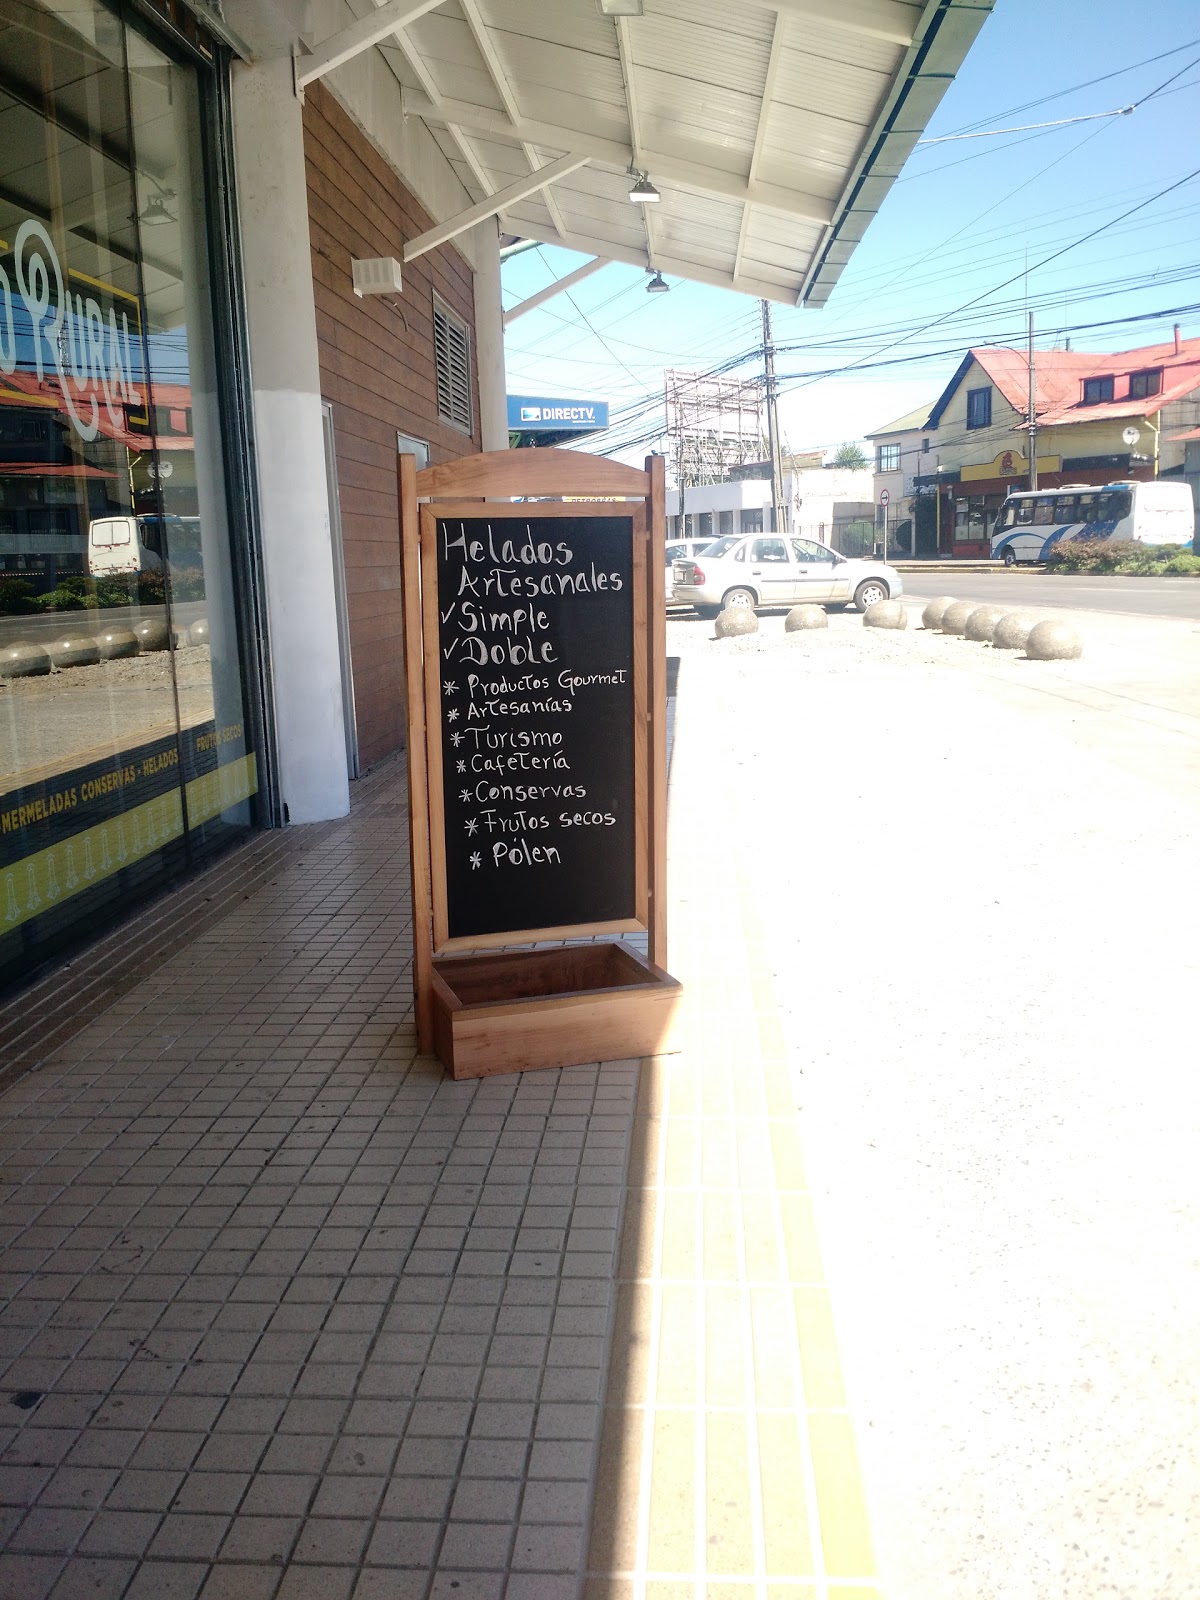 Helados
Artesanales
✓ Simple
✓ Doble
* Productos Gourmet
* Artesanías
* Turismo
* Cafetería
* Conservas
* Frutos secos
* Pólen
RURAL
MERMELADAS CONSERVAS • HELADOS
FRUTOS SECOS
DIRECTV.